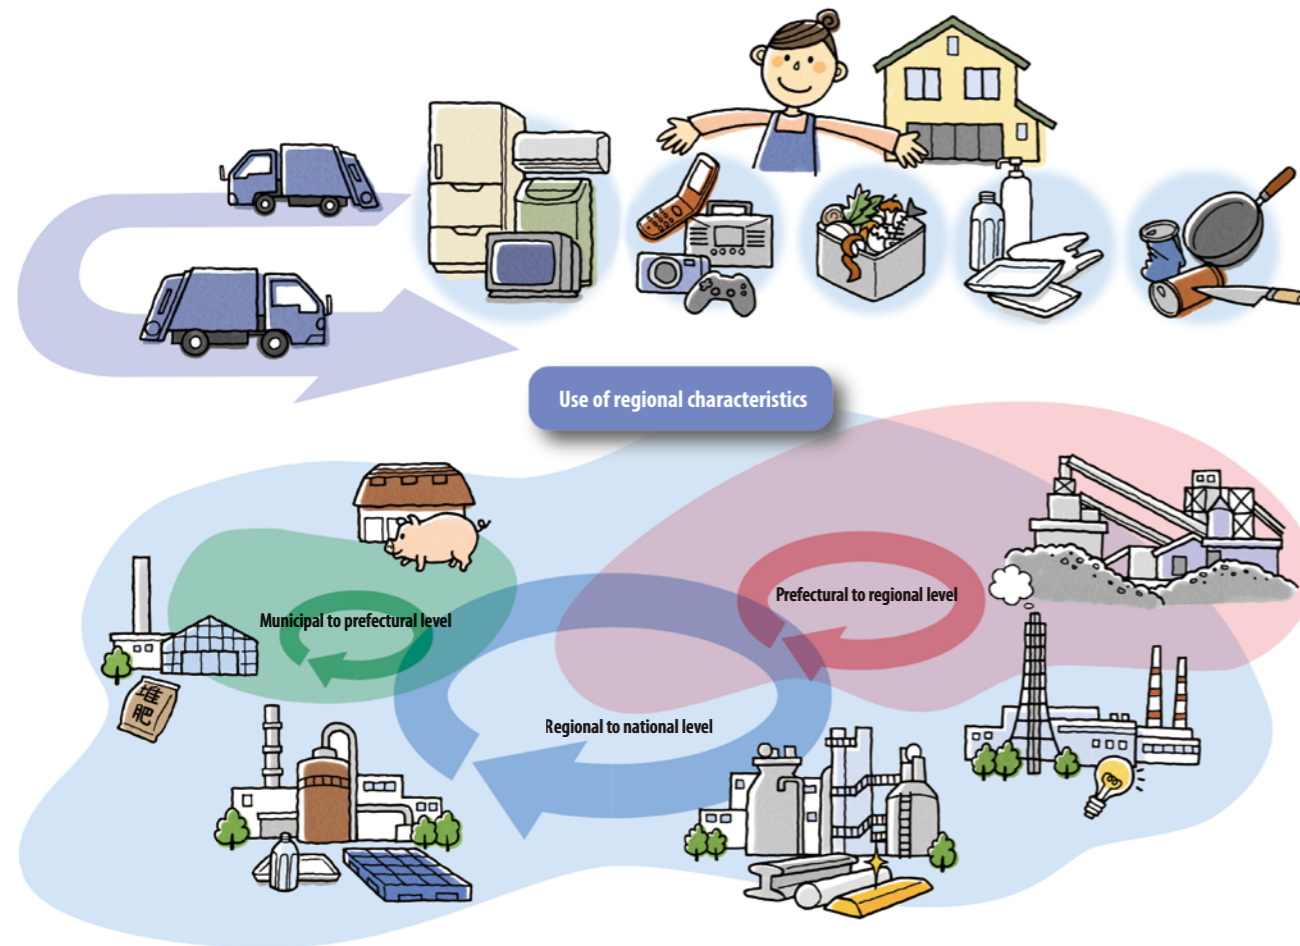 Use of regional characteristics
Prefectural to regional level
Municipal to prefectural level
堆
肥
Regional to national level